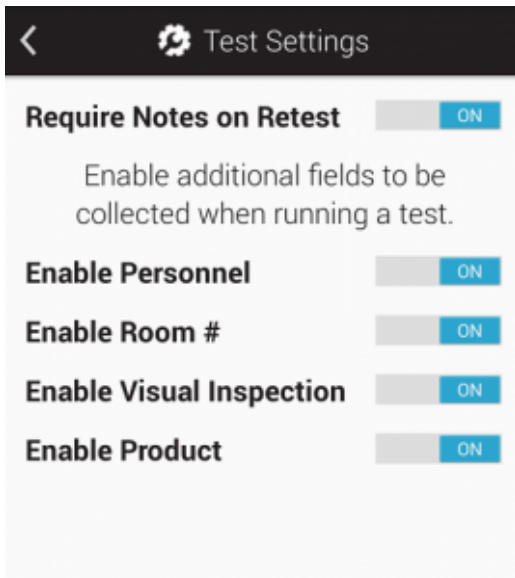 Test Settings
Require Notes on Retest ON
Enable additional fields to be
collected when running a test.
Enable Personnel ON
Enable Room # ON
Enable Visual Inspection ON
Enable Product ON